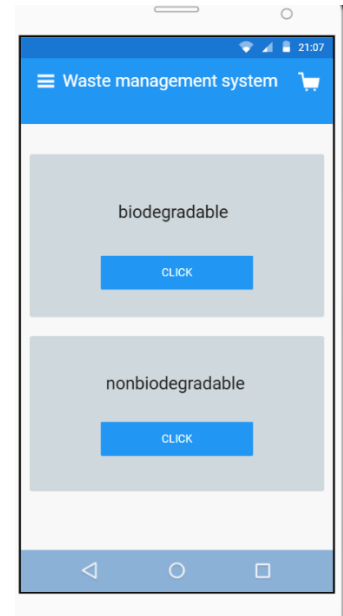 21:07
Waste management system
biodegradable
CLICK
nonbiodegradable
CLICK